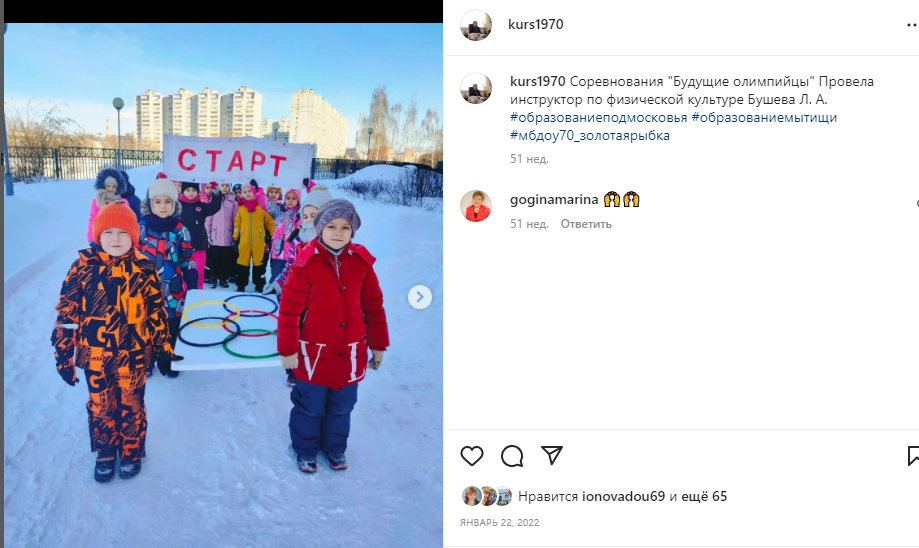 СТАРТ
kurs1970
kurs1970 Соревнования "Будущие олимпийцы" Провела
инструктор по физической культуре Бушева Л. А.
#образованиеподмосковья #образованиемытищи
#мбдоу70_золотаярыбка
51 нед.
goginamarina
51 нед. Ответить
Нравится ionovadou69 и ещё 65
ЯНВАРЬ 22, 2022